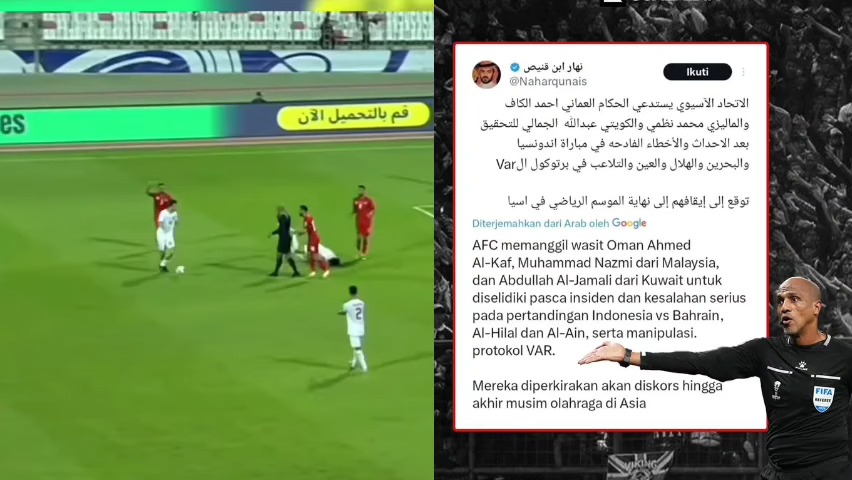 قم بالتحميل الآن
es
2
نهار ابن قنيص
@Naharqunais
Ikuti
الاتحاد الآسيوي يستدعي الحكام العماني احمد الكاف
والماليزي محمد نظمي والكويتي عبدالله الجمالي للتحقيق
بعد الاحداث والأخطاء الفادحه في مباراة اندونسيا
والبحرين والهلال والعين والتلاعب في برتوكول الVar
توقع إلى إيقافهم إلى نهاية الموسم الرياضي في اسيا
Diterjemahkan dari Arab oleh Google
AFC memanggil wasit Oman Ahmed
Al-Kaf, Muhammad Nazmi dari Malaysia,
dan Abdullah Al-Jamali dari Kuwait untuk
diselidiki pasca insiden dan kesalahan serius
pada pertandingan Indonesia vs Bahrain,
Al-Hilal dan Al-Ain, serta manipulasi.
protokol VAR.
Mereka diperkirakan akan diskors hingga
akhir musim olahraga di Asia
FIFA
REFEREE
VIKING